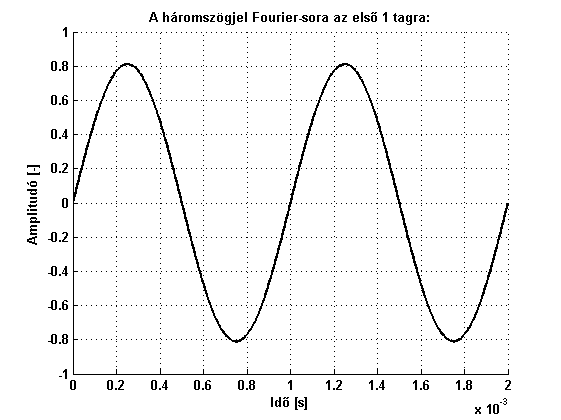 A háromszögjel Fourier-sora az első 1 tagra:
1
0.8
0.6
0.4
0.2
0
-0.2
-0.4
-0.6
-0.8
-1
Amplitudó [-]
0 0.2 0.4 0.6 0.8 1 1.2 1.4 1.6 1.8 2
Idő [s]
x 10^-3